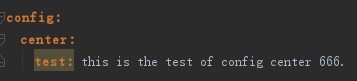 config:
  center:
    test: this is the test of config center 666.